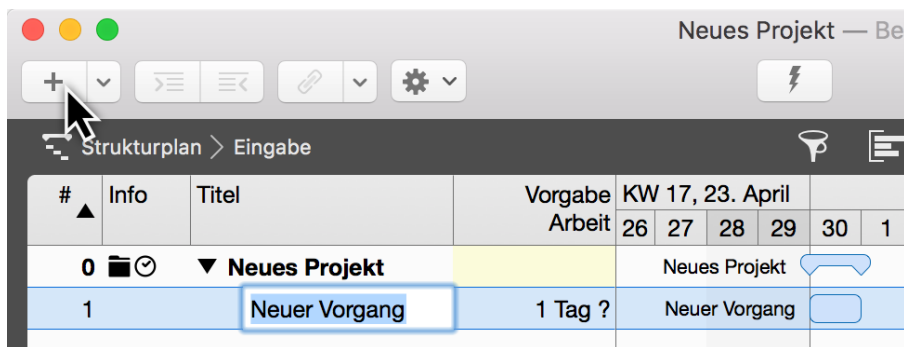 Neues Projekt — Be
Strukturplan > Eingabe
# Info Titel Vorgabe Arbeit KW 17, 23. April
26 27 28 29 30 1
0 Neues Projekt Neues Projekt
1 Neuer Vorgang 1 Tag ? Neuer Vorgang